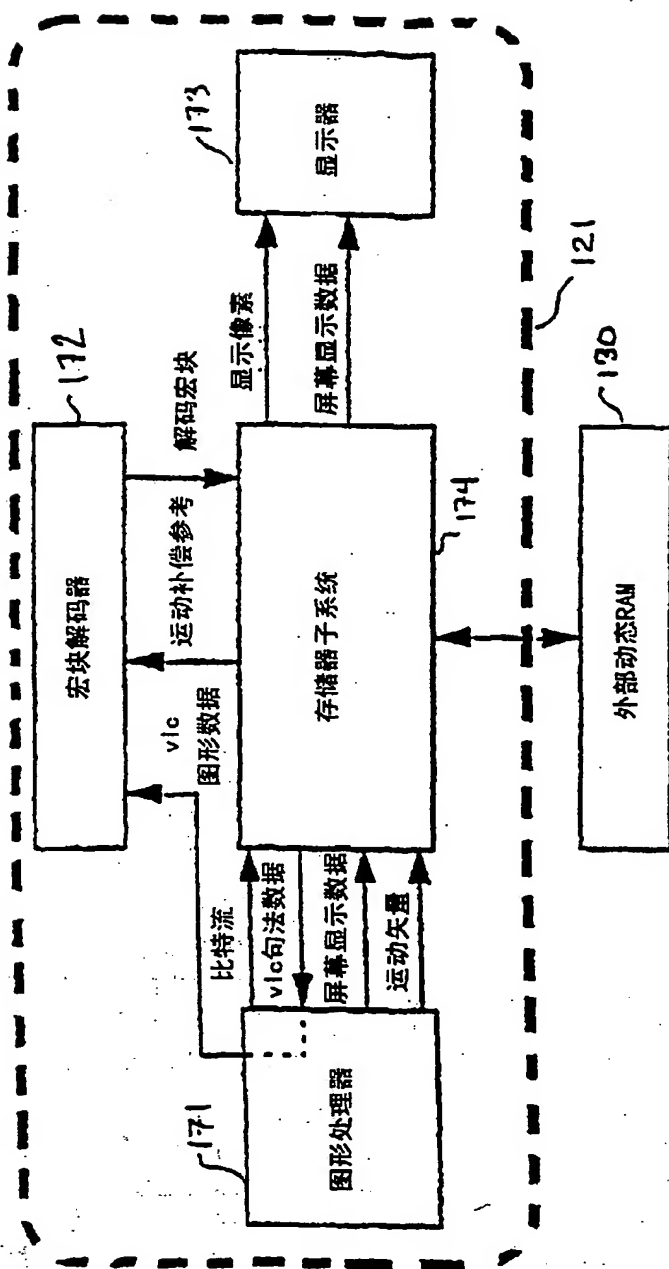 172
宏块解码器
vlc
图形数据
运动补偿参考
解码宏块
171
图形处理器
比特流
vlc句法数据
屏幕显示数据
运动矢量
存储器子系统
174
显示像素
屏幕显示数据
173
显示器
121
外部动态RAM
130